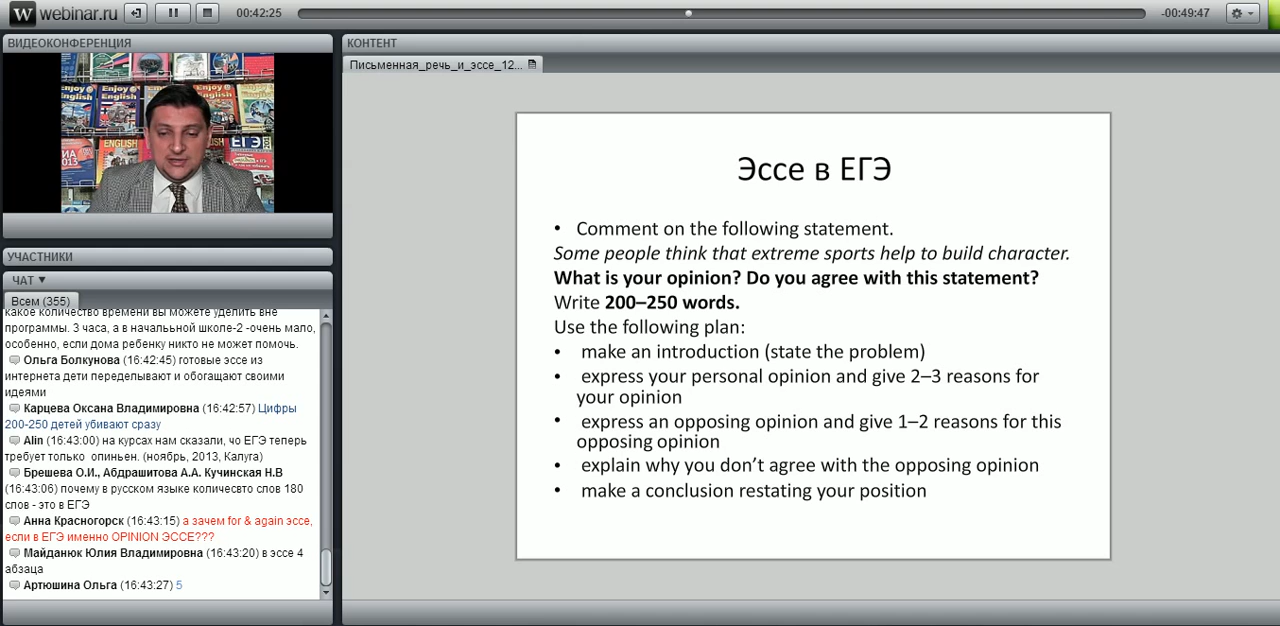 W webinar.ru
00:42:25
-00:49:47
ВИДЕОКОНФЕРЕНЦИЯ
Enjoy English
Enjoy English
Enjoy
ЕГЭ
2013
ENGLISH
УЧАСТНИКИ
ЧАТ ▼
Всем (355)
какое количество времени вы можете уделить вне
программы. 3 часа, а в началььной школе-2 -очень мало,
особенно, если дома ребенку никто не может помочь.
Ольга Болкунова (16:42:45) готовые эссе из
интернета дети переделывают и обогащают своими
идеями
Карцева Оксана Владимировна (16:42:57) Цифры
200-250 детей убивают сразу
Alin (16:43:00) на курсах нам сказали, чо ЕГЭ теперь
требует только опиньен. (ноябрь, 2013, Калуга)
Брешева О.И., Абдрашитова А.А. Кучинская Н.В
(16:43:06) почему в русском языке количесвто слов 180
слов - это в ЕГЭ
Анна Красногорск (16:43:15) а зачем for & again эссе,
если в ЕГЭ именно OPINION ЭССЕ???
Майданюк Юлия Владимировна (16:43:20) в эссе 4
абзаца
Артюшина Ольга (16:43:27) 5
КОНТЕНТ
Письменная_речь_и_эссе_12...
Эссе в ЕГЭ
• Comment on the following statement.
Some people think that extreme sports help to build character.
What is your opinion? Do you agree with this statement?
Write 200–250 words.
Use the following plan:
• make an introduction (state the problem)
• express your personal opinion and give 2–3 reasons for
your opinion
• express an opposing opinion and give 1–2 reasons for this
opposing opinion
• explain why you don’t agree with the opposing opinion
• make a conclusion restating your position